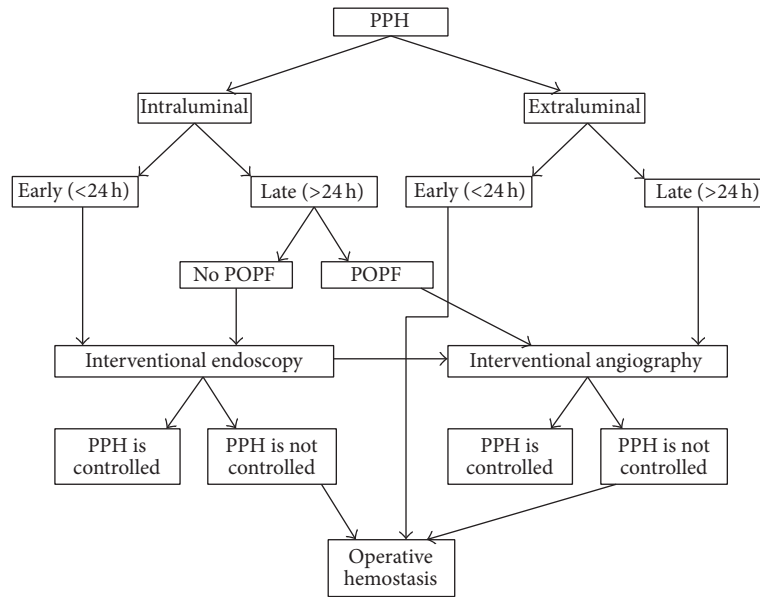 PPH
Intraluminal
Extraluminal
Early (<24 h)
Late (>24 h)
Early (<24 h)
Late (>24 h)
No POPF
POPF
Interventional endoscopy
Interventional angiography
PPH is
controlled
PPH is not
controlled
PPH is
controlled
PPH is not
controlled
Operative
hemostasis